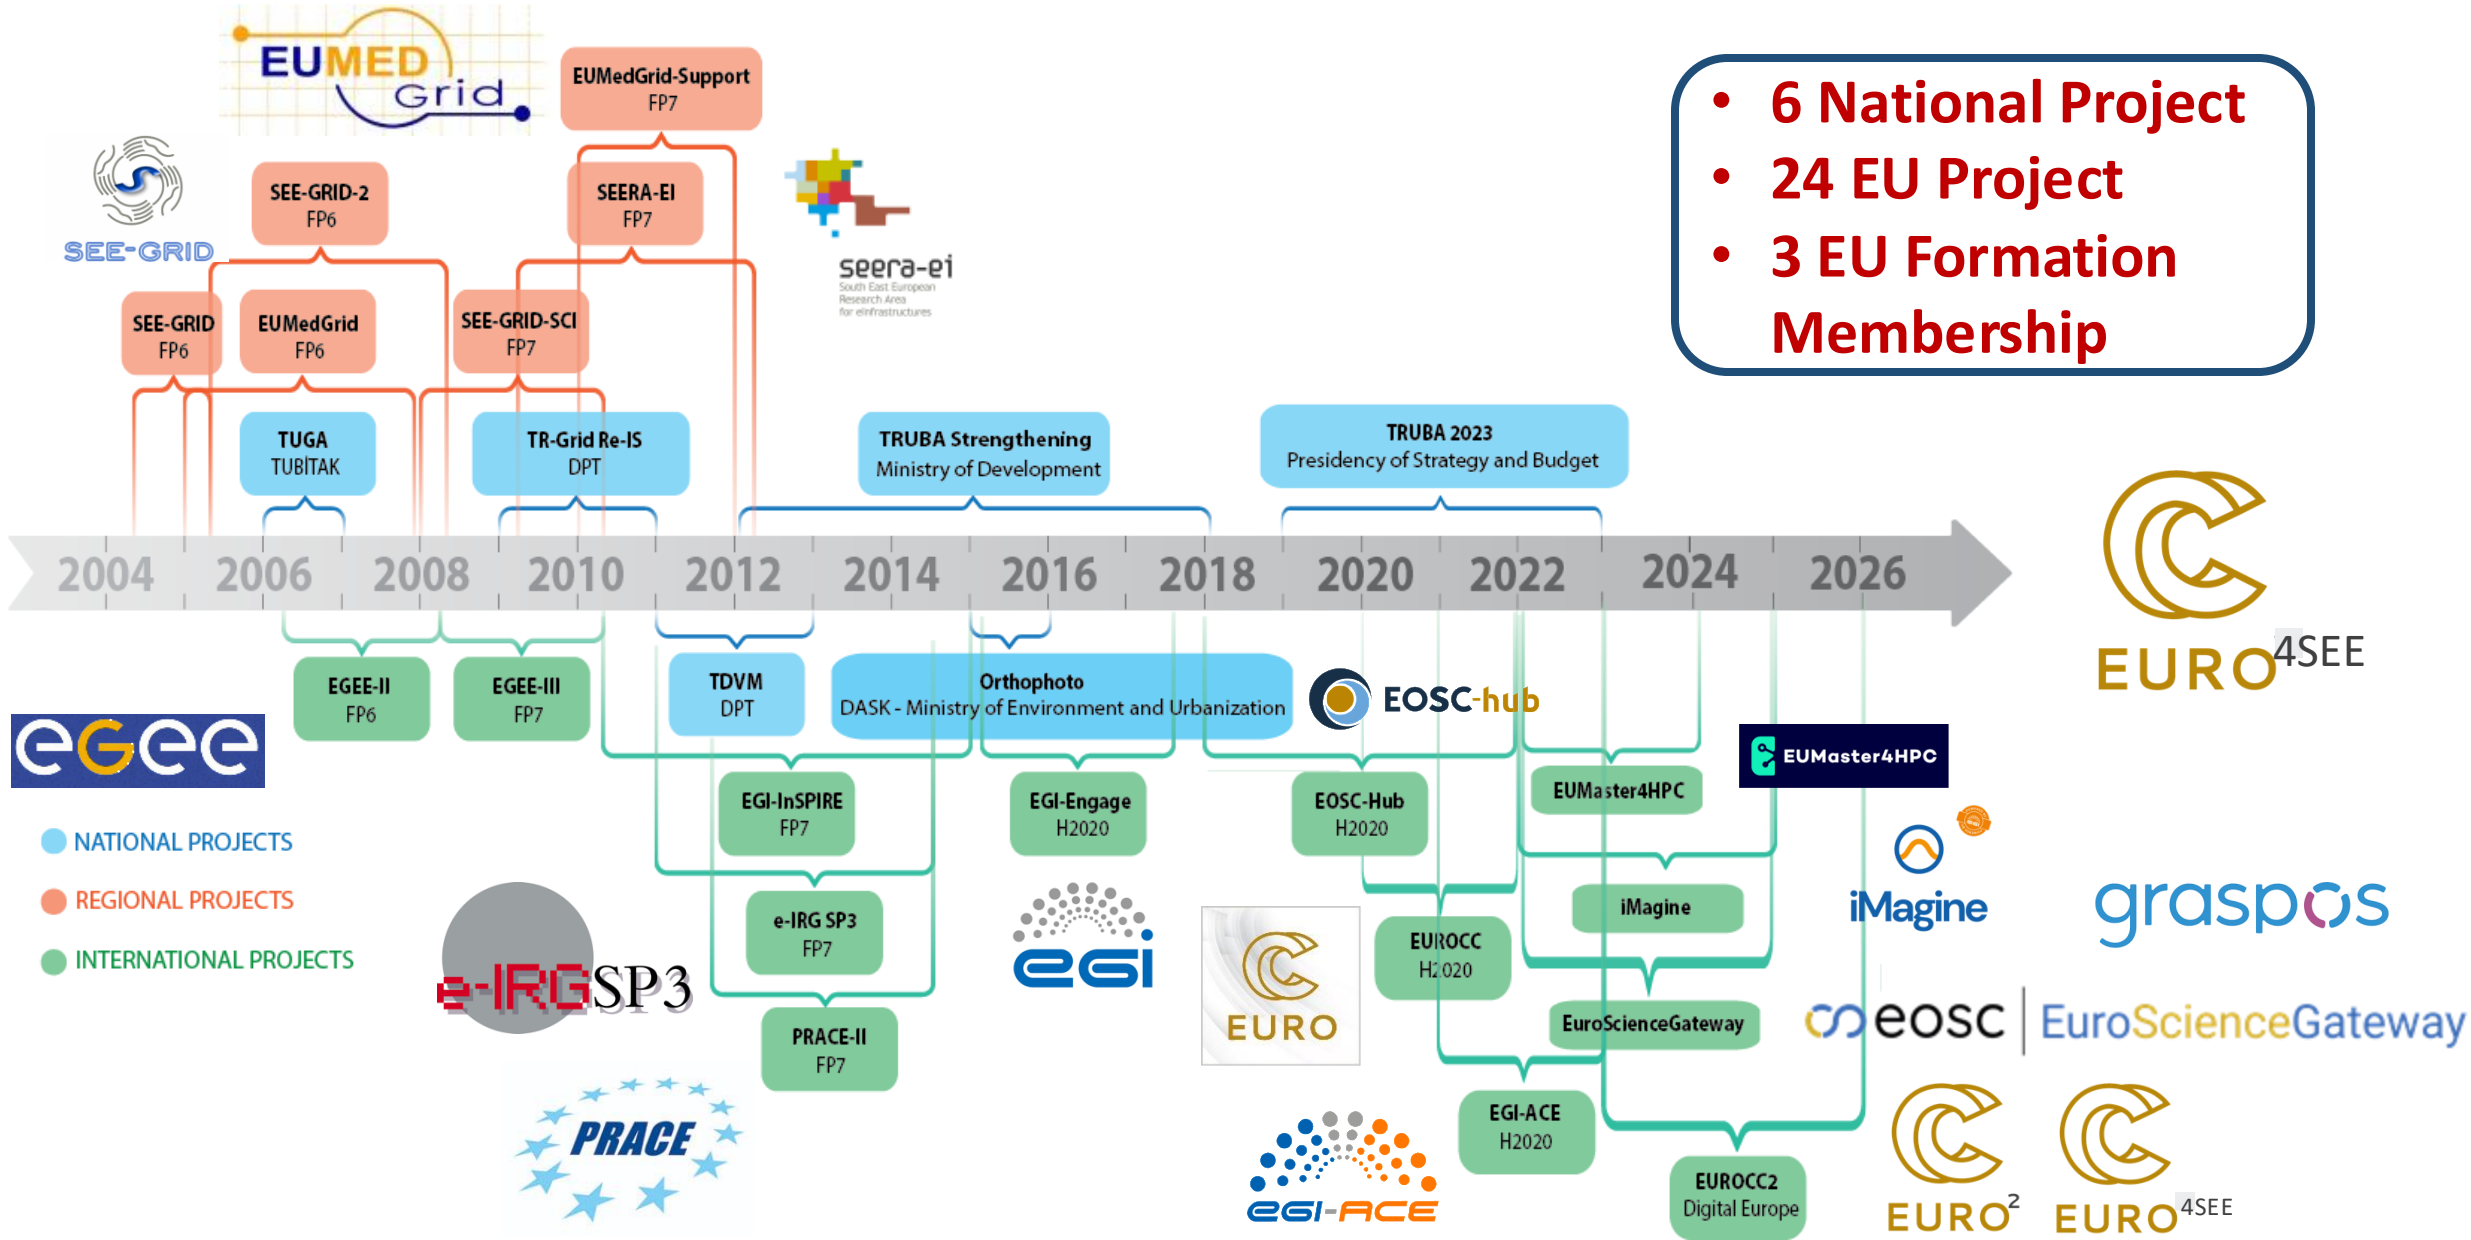 EUMED
Grid
EUMedGrid-Support
FP7
• 6 National Project
• 24 EU Project
• 3 EU Formation
Membership
SEE-GRID
SEE-GRID-2
FP6
SEERA-EI
FP7
seera-ei
South East European
Research Area
for eInfrastructures
SEE-GRID
FP6
EUMedGrid
FP6
SEE-GRID-SCI
FP7
TUGA
TUBİTAK
TR-Grid Re-IS
DPT
TRUBA Strengthening
Ministry of Development
TRUBA 2023
Presidency of Strategy and Budget
2004 2006 2008 2010 2012 2014 2016 2018 2020 2022 2024 2026
EURO 4SEE
EGEE-II
FP6
EGEE-III
FP7
TDVM
DPT
Orthophoto
DASK - Ministry of Environment and Urbanization
EOSC-hub
egee
EGI-InSPIRE
FP7
EGI-Engage
H2020
EOSC-Hub
H2020
EUMaster4HPC
EUMaster4HPC
NATIONAL PROJECTS
REGIONAL PROJECTS
INTERNATIONAL PROJECTS
e-IRGSP3
e-IRG SP3
FP7
egi
EURO
EUROCC
H2020
iMagine
iMagine
graspos
PRACE-II
FP7
EuroScienceGateway
eosc | EuroScienceGateway
PRACE
EGI-ACE
H2020
EGI-ACE
EUROCC2
Digital Europe
EURO²
EURO 4SEE